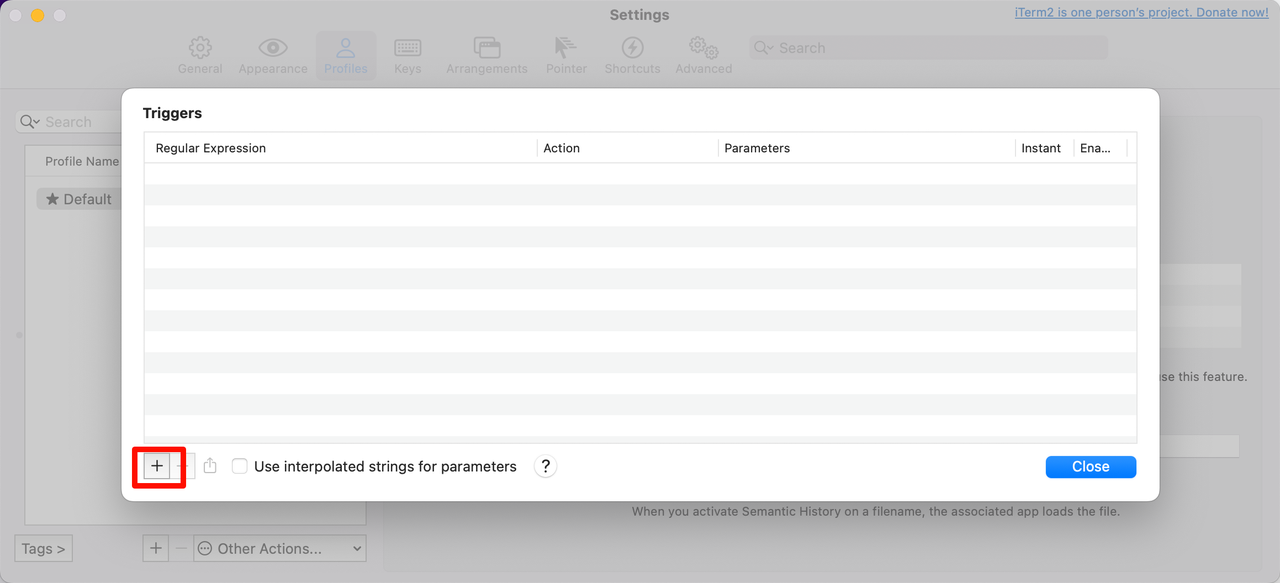 Settings
iTerm2 is one person's project. Donate now!
General Appearance Profiles Keys Arrangements Pointer Shortcuts Advanced
Search
Search
Profile Name
★ Default
Triggers
Regular Expression Action Parameters Instant Ena...
+ Use interpolated strings for parameters ? Close
se this feature.
When you activate Semantic History on a filename, the associated app loads the file.
Tags > + − Other Actions...